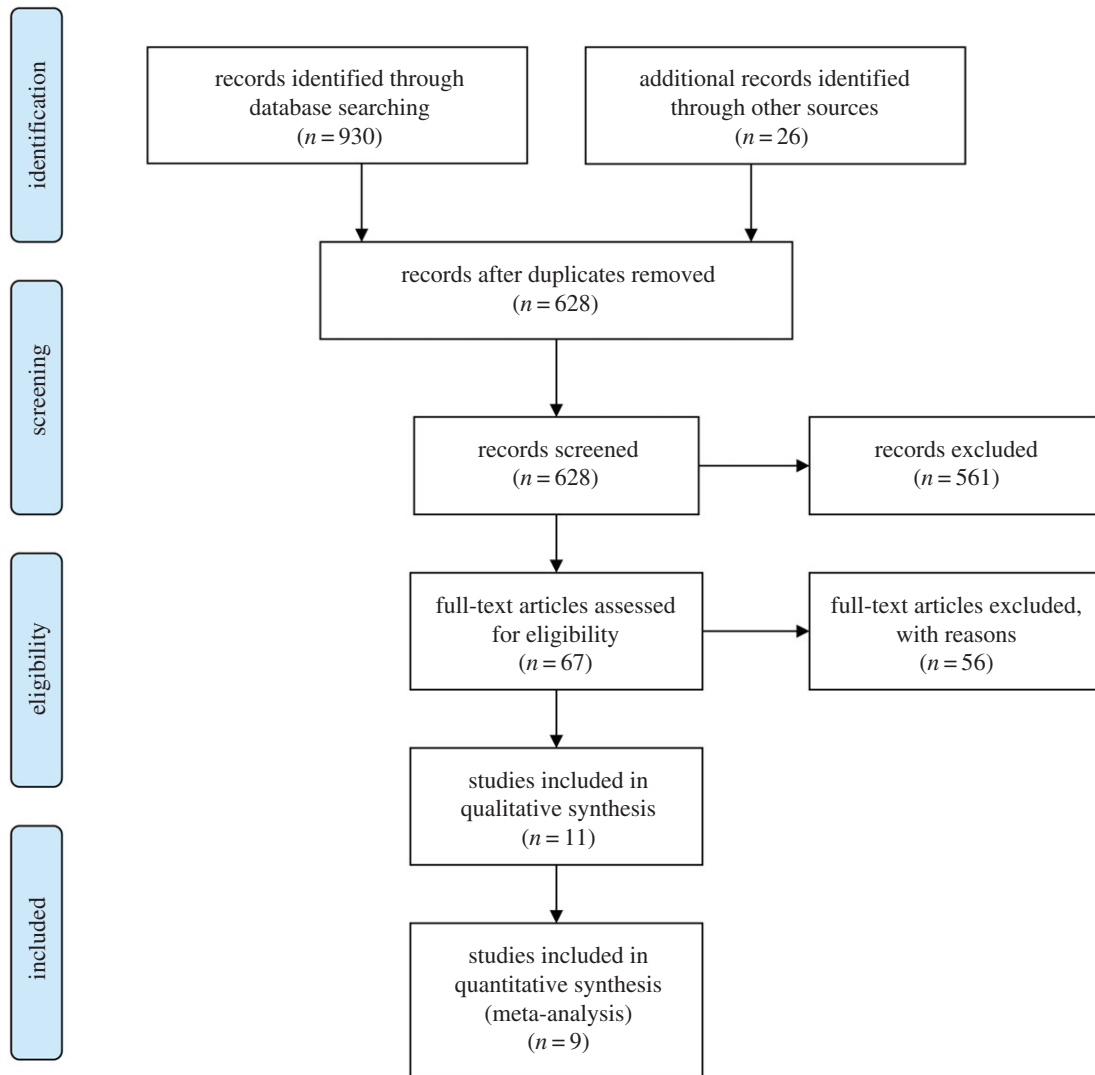 identification
records identified through
database searching
(n = 930)
additional records identified
through other sources
(n = 26)
records after duplicates removed
(n = 628)
screening
records screened
(n = 628)
records excluded
(n = 561)
eligibility
full-text articles assessed
for eligibility
(n = 67)
full-text articles excluded,
with reasons
(n = 56)
studies included in
qualitative synthesis
(n = 11)
included
studies included in
quantitative synthesis
(meta-analysis)
(n = 9)